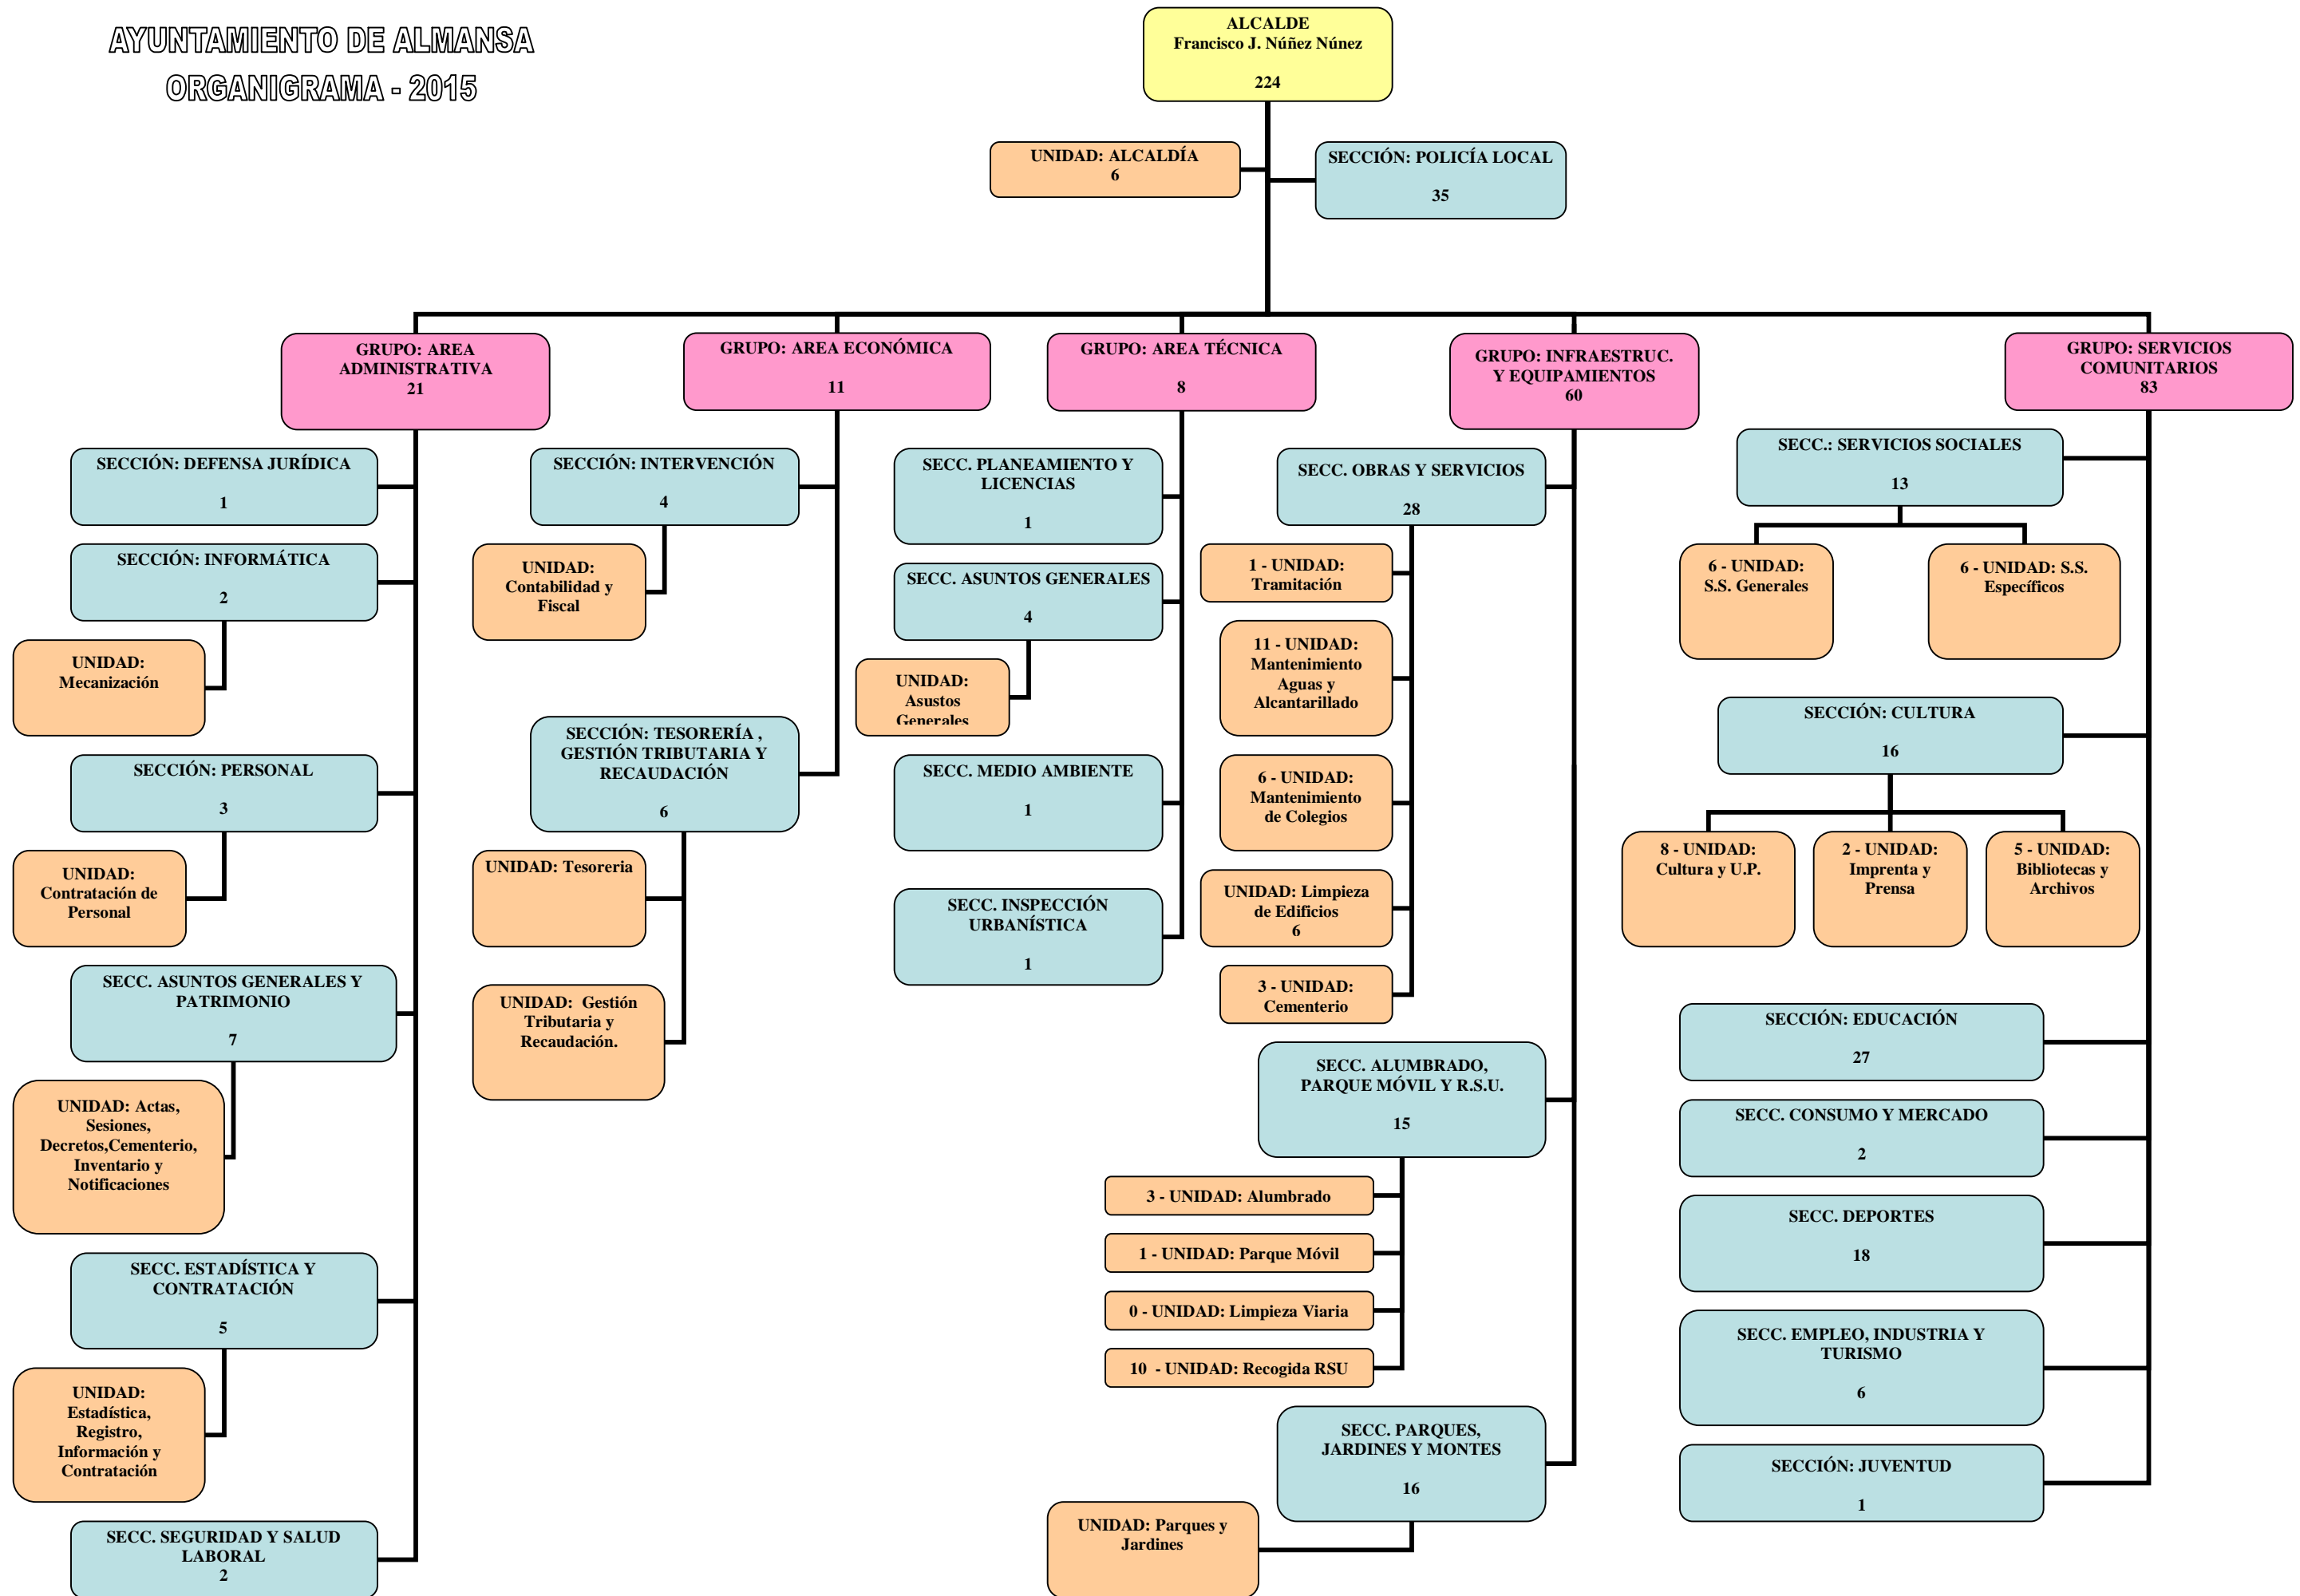 AYUNTAMIENTO DE ALMANSA
ORGANIGRAMA - 2015
ALCALDE
Francisco J. Núñez Núnez
224
UNIDAD: ALCALDÍA
6
SECCIÓN: POLICÍA LOCAL
35
GRUPO: AREA
ADMINISTRATIVA
21
SECCIÓN: DEFENSA JURÍDICA
1
SECCIÓN: INFORMÁTICA
2
UNIDAD:
Mecanización
SECCIÓN: PERSONAL
3
UNIDAD:
Contratación de
Personal
SECC. ASUNTOS GENERALES Y
PATRIMONIO
7
UNIDAD: Actas,
Sesiones,
Decretos,Cementerio,
Inventario y
Notificaciones
SECC. ESTADÍSTICA Y
CONTRATACIÓN
5
UNIDAD:
Estadística,
Registro,
Información y
Contratación
SECC. SEGURIDAD Y SALUD
LABORAL
2
GRUPO: AREA ECONÓMICA
11
SECCIÓN: INTERVENCIÓN
4
UNIDAD:
Contabilidad y
Fiscal
SECCIÓN: TESORERÍA ,
GESTIÓN TRIBUTARIA Y
RECAUDACIÓN
6
UNIDAD: Tesoreria
UNIDAD:  Gestión
Tributaria y
Recaudación.
GRUPO: AREA TÉCNICA
8
SECC. PLANEAMIENTO Y
LICENCIAS
1
SECC. ASUNTOS GENERALES
4
UNIDAD:
Asustos
Generales
SECC. MEDIO AMBIENTE
1
SECC. INSPECCIÓN
URBANÍSTICA
1
GRUPO: INFRAESTRUC.
Y EQUIPAMIENTOS
60
SECC. OBRAS Y SERVICIOS
28
1 - UNIDAD:
Tramitación
11 - UNIDAD:
Mantenimiento
Aguas y
Alcantarillado
6 - UNIDAD:
Mantenimiento
de Colegios
UNIDAD: Limpieza
de Edificios
6
3 - UNIDAD:
Cementerio
SECC. ALUMBRADO,
PARQUE MÓVIL Y R.S.U.
15
3 - UNIDAD: Alumbrado
1 - UNIDAD: Parque Móvil
0 - UNIDAD: Limpieza Viaria
10  - UNIDAD: Recogida RSU
SECC. PARQUES,
JARDINES Y MONTES
16
UNIDAD: Parques y
Jardines
GRUPO: SERVICIOS
COMUNITARIOS
83
SECC.: SERVICIOS SOCIALES
13
6 - UNIDAD:
S.S. Generales
6 - UNIDAD: S.S.
Específicos
SECCIÓN: CULTURA
16
8 - UNIDAD:
Cultura y U.P.
2 - UNIDAD:
Imprenta y
Prensa
5 - UNIDAD:
Bibliotecas y
Archivos
SECCIÓN: EDUCACIÓN
27
SECC. CONSUMO Y MERCADO
2
SECC. DEPORTES
18
SECC. EMPLEO, INDUSTRIA Y
TURISMO
6
SECCIÓN: JUVENTUD
1